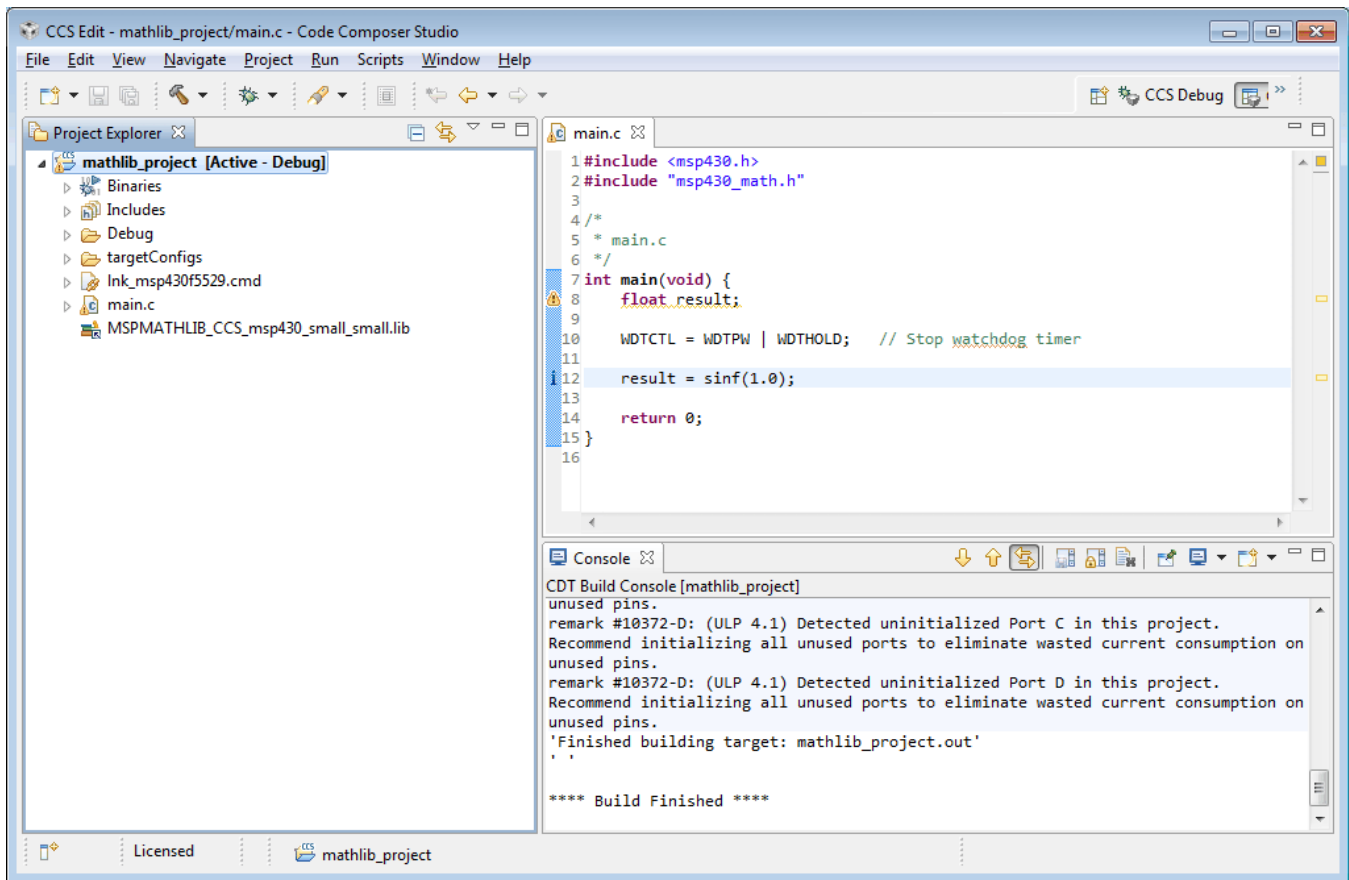 CCS Edit - mathlib_project/main.c - Code Composer Studio
File Edit View Navigate Project Run Scripts Window Help
CCS Debug
Project Explorer
mathlib_project [Active - Debug]
Binaries
Includes
Debug
targetConfigs
lnk_msp430f5529.cmd
main.c
MSPMATHLIB_CCS_msp430_small_small.lib
main.c
1 #include <msp430.h>
2 #include "msp430_math.h"
3
4 /*
5  * main.c
6  */
7 int main(void) {
8     float result;
9
10     WDTCTL = WDTPW | WDTHOLD;   // Stop watchdog timer
11
12     result = sinf(1.0);
13
14     return 0;
15 }
16
Console
CDT Build Console [mathlib_project]
unused pins.
remark #10372-D: (ULP 4.1) Detected uninitialized Port C in this project.
Recommend initializing all unused ports to eliminate wasted current consumption on
unused pins.
remark #10372-D: (ULP 4.1) Detected uninitialized Port D in this project.
Recommend initializing all unused ports to eliminate wasted current consumption on
unused pins.
'Finished building target: mathlib_project.out'
' '
**** Build Finished ****
Licensed
mathlib_project